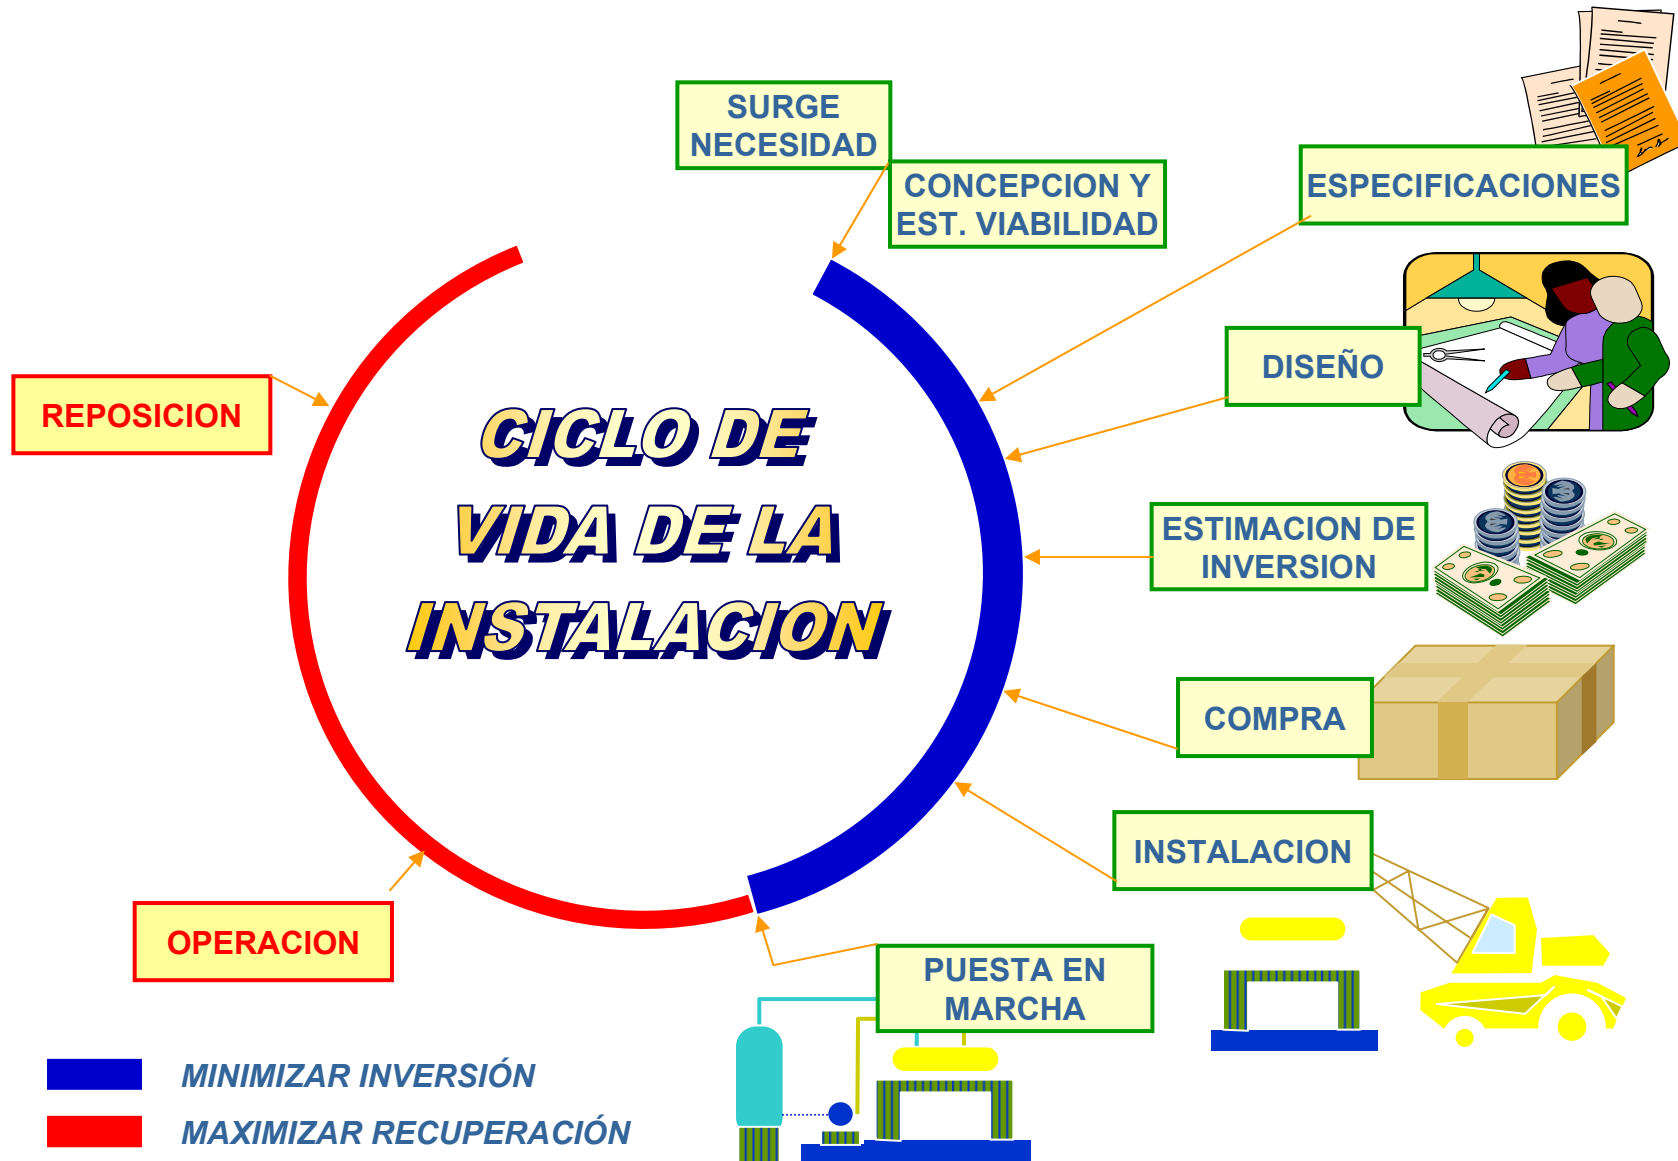 SURGE
NECESIDAD
CONCEPCION Y
EST. VIABILIDAD
ESPECIFICACIONES
DISEÑO
ESTIMACION DE
INVERSION
COMPRA
INSTALACION
PUESTA EN
MARCHA
OPERACION
REPOSICION
CICLO DE
VIDA DE LA
INSTALACION
MINIMIZAR INVERSIÓN
MAXIMIZAR RECUPERACIÓN